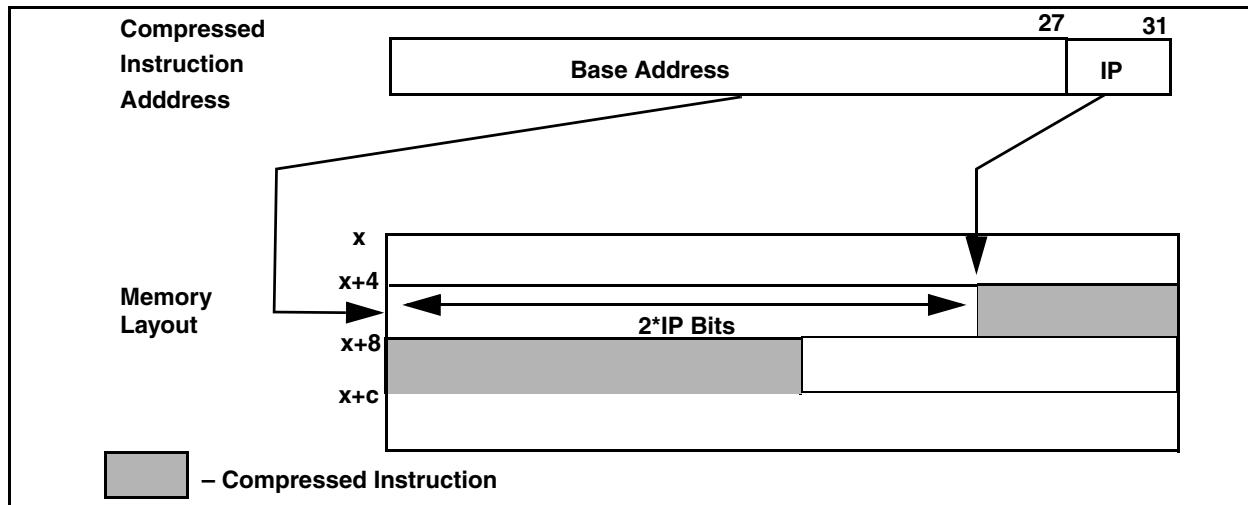 Compressed
Instruction
Adddress
27 31
Base Address IP
x
x+4
Memory
Layout
2*IP Bits
x+8
x+c
– Compressed Instruction